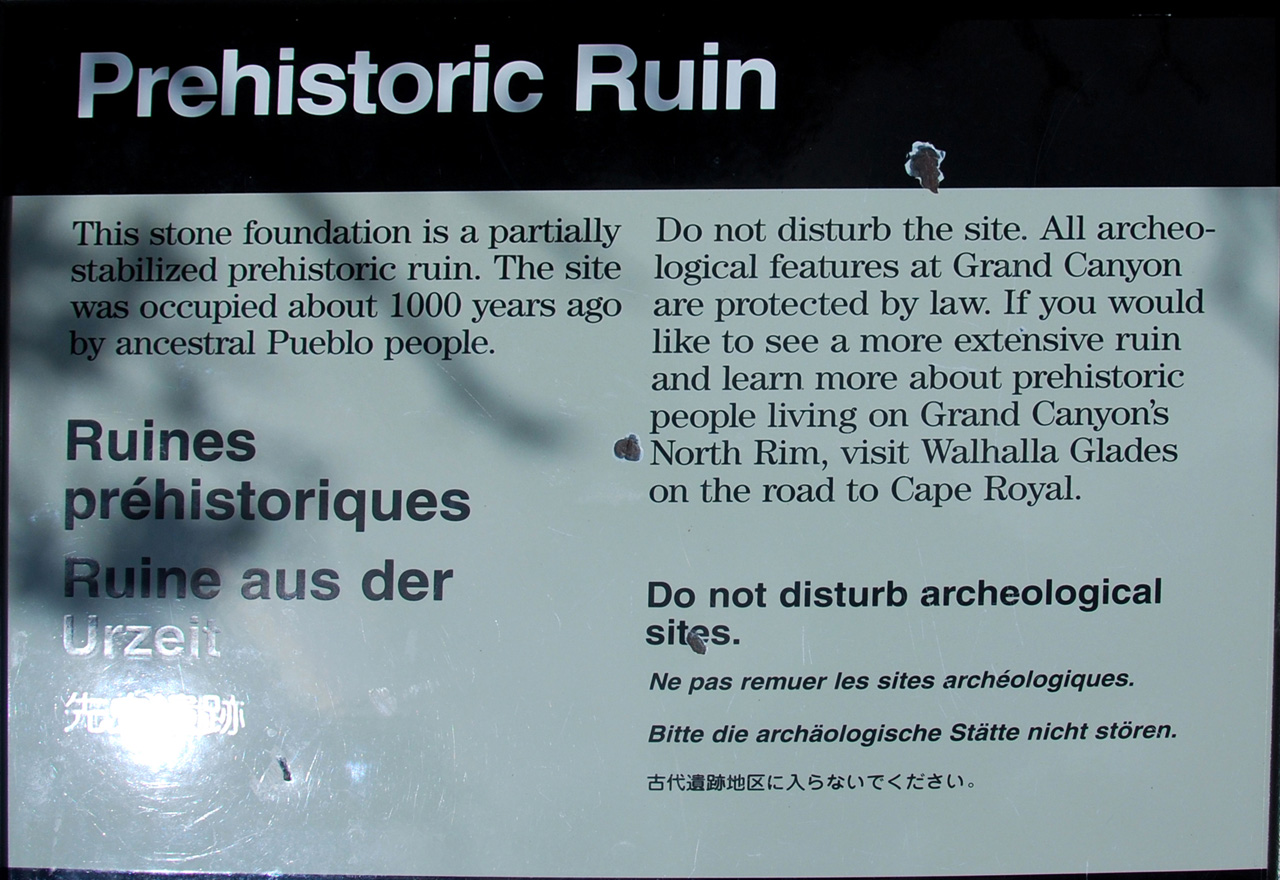 Prehistoric Ruin
This stone foundation is a partially
stabilized prehistoric ruin. The site
was occupied about 1000 years ago
by ancestral Pueblo people.
Ruines
préhistoriques
Ruine aus der
Urzeit
Do not disturb the site. All archeo-
logical features at Grand Canyon
are protected by law. If you would
like to see a more extensive ruin
and learn more about prehistoric
people living on Grand Canyon's
North Rim, visit Walhalla Glades
on the road to Cape Royal.
Do not disturb archeological
sites.
Ne pas remuer les sites archéologiques.
Bitte die archäologische Stätte nicht stören.
古代遺跡地区に入らないでください。